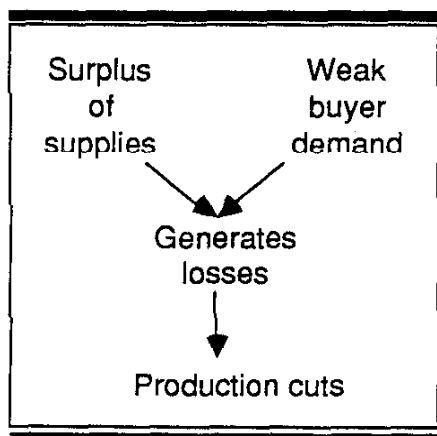 Surplus
of
supplies
Weak
buyer
demand
Generates
losses
Production cuts